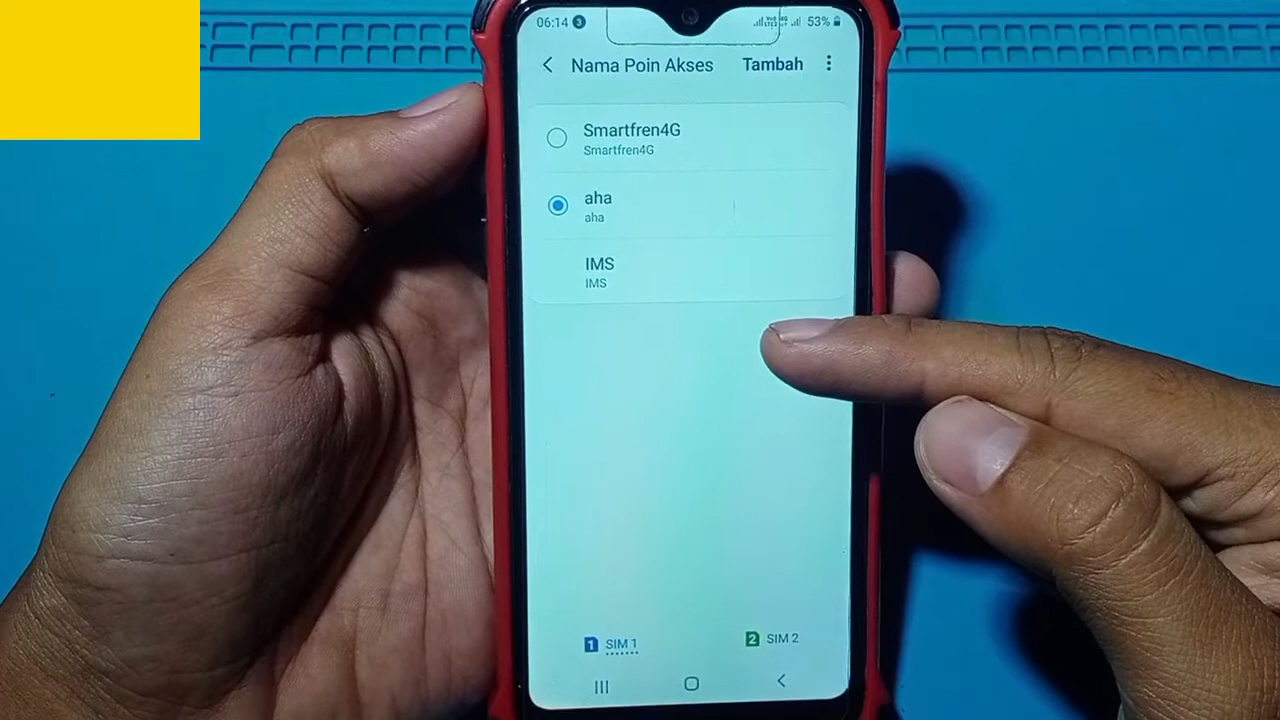 06:14 3 53%
Nama Poin Akses Tambah
Smartfren4G
Smartfren4G
aha
aha
IMS
IMS
1 SIM 1 2 SIM 2